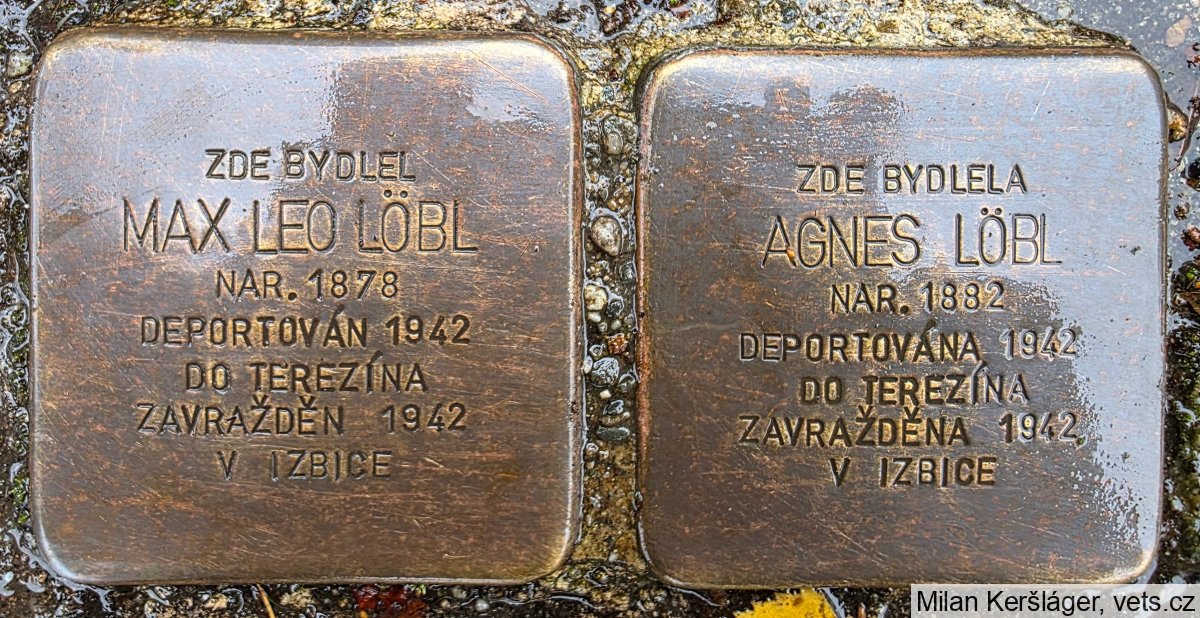 ZDE BYDLEL
MAX LEO LÖBL
NAR. 1878
DEPORTOVÁN 1942
DO TEREZÍNA
ZAVRAŽDĚN 1942
V IZBICE
ZDE BYDLELA
AGNES LÖBL
NAR. 1882
DEPORTOVÁNA 1942
DO TEREZÍNA
ZAVRAŽDĚNA 1942
V IZBICE
Milan Keršláger, vets.cz